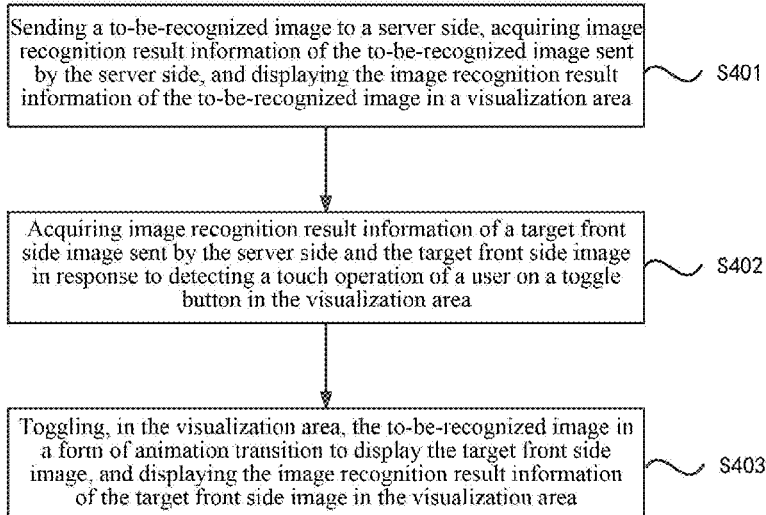 Sending a to-be-recognized image to a server side, acquiring image
recognition result information of the to-be-recognized image sent
by the server side, and displaying the image recognition result
information of the to-be-recognized image in a visualization area
S401
Acquiring image recognition result information of a target front
side image sent by the server side and the target front side image
in response to detecting a touch operation of a user on a toggle
button in the visualization area
S402
Toggling, in the visualization area, the to-be-recognized image in
a form of animation transition to display the target front side
image, and displaying the image recognition result information
of the target front side image in the visualization area
S403